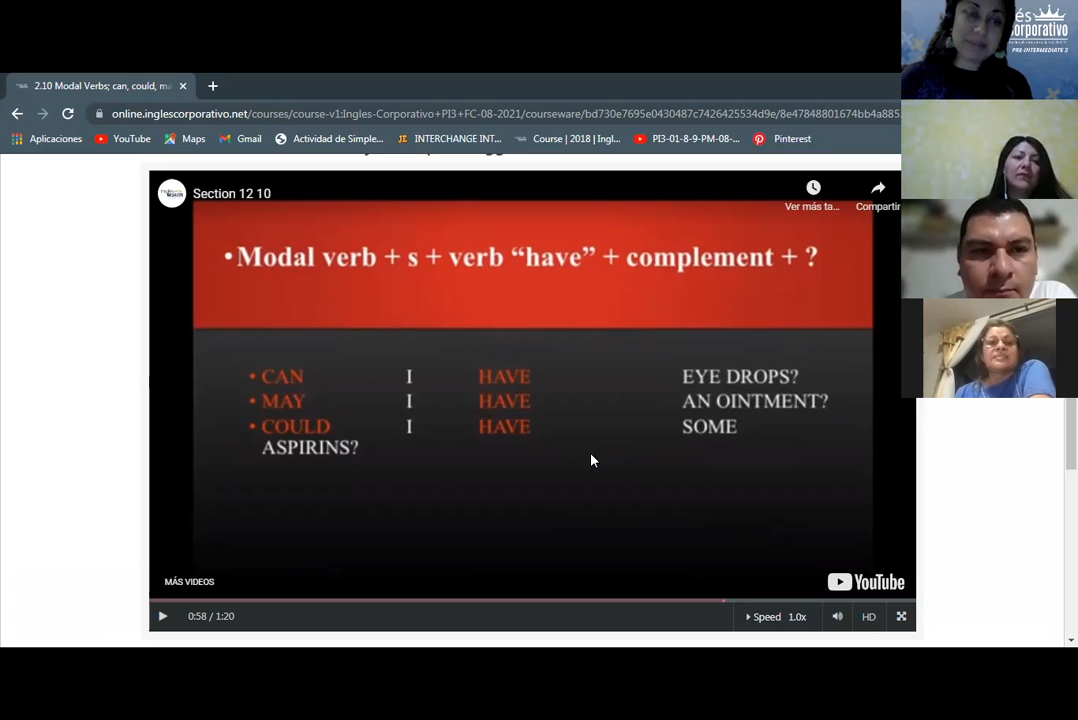 és
corporativo
PRE-INTERMEDIATE 3
2.10 Modal Verbs; can, could, m
online.inglescorporativo.net/courses/course-v1:Ingles-Corporativo+PI3+FC-08-2021/courseware/bd730e7695e0430487c7426425534d9e/8e47848801674bb4a885
Aplicaciones YouTube Maps Gmail Actividad de Simple... INTERCHANGE INT... Course | 2018 | Ingl... PI3-01-8-9-PM-08-... Pinterest
Section 12 10
Ver más ta... Compartir
•Modal verb + s + verb “have” + complement + ?
• CAN I HAVE EYE DROPS?
• MAY I HAVE AN OINTMENT?
• COULD I HAVE SOME
ASPIRINS?
MÁS VIDEOS
YouTube
0:58 / 1:20 Speed 1.0x HD